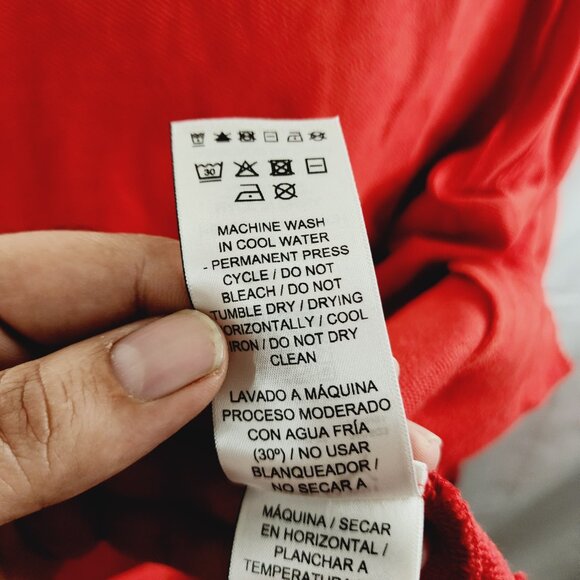 30
MACHINE WASH
IN COOL WATER
- PERMANENT PRESS
CYCLE / DO NOT
BLEACH / DO NOT
TUMBLE DRY / DRYING
HORIZONTALLY / COOL
IRON / DO NOT DRY
CLEAN
LAVADO A MÁQUINA
PROCESO MODERADO
CON AGUA FRÍA
(30º) / NO USAR
BLANQUEADOR /
NO SECAR A
MÁQUINA / SECAR
EN HORIZONTAL /
PLANCHAR A
TEMPERATURA